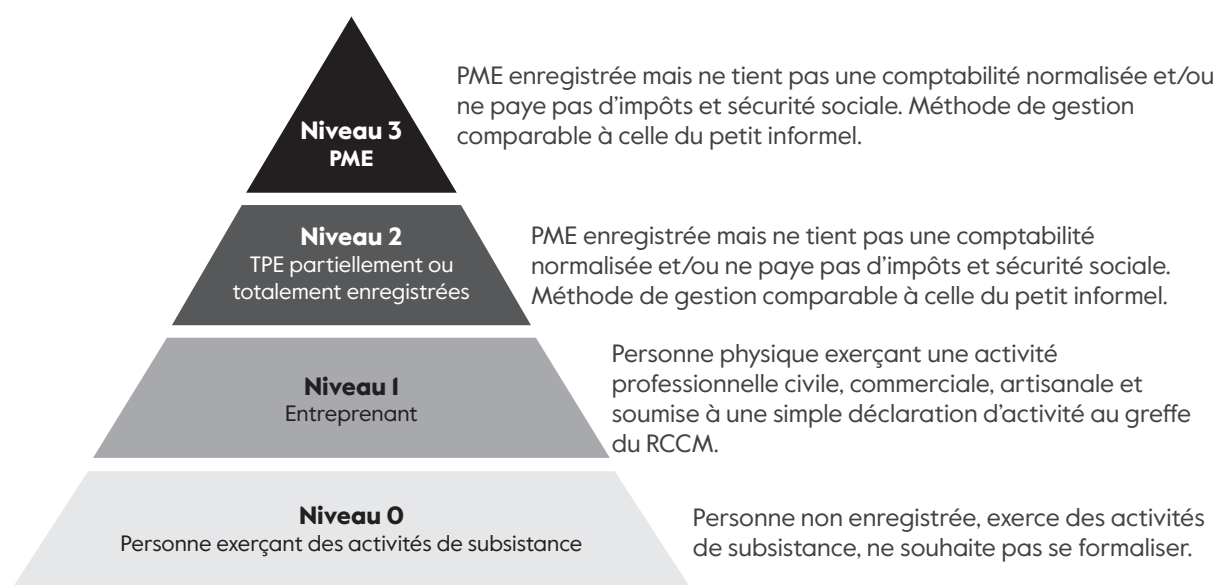 Niveau 3
PME
PME enregistrée mais ne tient pas une comptabilité normalisée et/ou
ne paye pas d'impôts et sécurité sociale. Méthode de gestion
comparable à celle du petit informel.
Niveau 2
TPE partiellement ou
totalement enregistrées
PME enregistrée mais ne tient pas une comptabilité
normalisée et/ou ne paye pas d'impôts et sécurité sociale.
Méthode de gestion comparable à celle du petit informel.
Niveau 1
Entreprenant
Personne physique exerçant une activité
professionnelle civile, commerciale, artisanale et
soumise à une simple déclaration d'activité au greffe
du RCCM.
Niveau 0
Personne exerçant des activités de subsistance
Personne non enregistrée, exerce des activités
de subsistance, ne souhaite pas se formaliser.